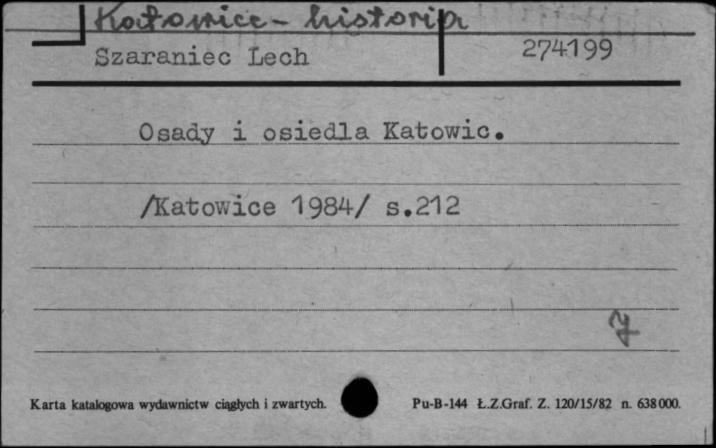 Katowice - historia
Szaraniec Lech 274199
Osady i osiedla Katowic.
/Katowice 1984/ s.212
Karta katalogowa wydawnictw ciągłych i zwartych. Pu-B-144 Ł.Z.Graf. Z. 120/15/82 n. 638000.